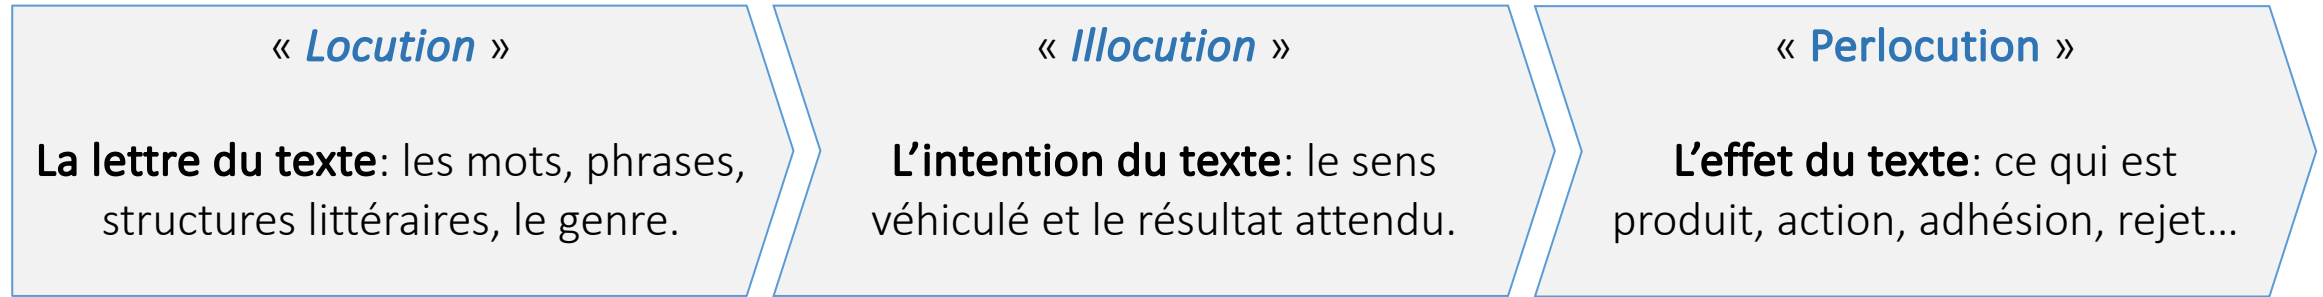 « Locution »
La lettre du texte: les mots, phrases,
structures littéraires, le genre.
« Illocution »
L’intention du texte: le sens
véhiculé et le résultat attendu.
« Perlocution »
L’effet du texte: ce qui est
produit, action, adhésion, rejet…